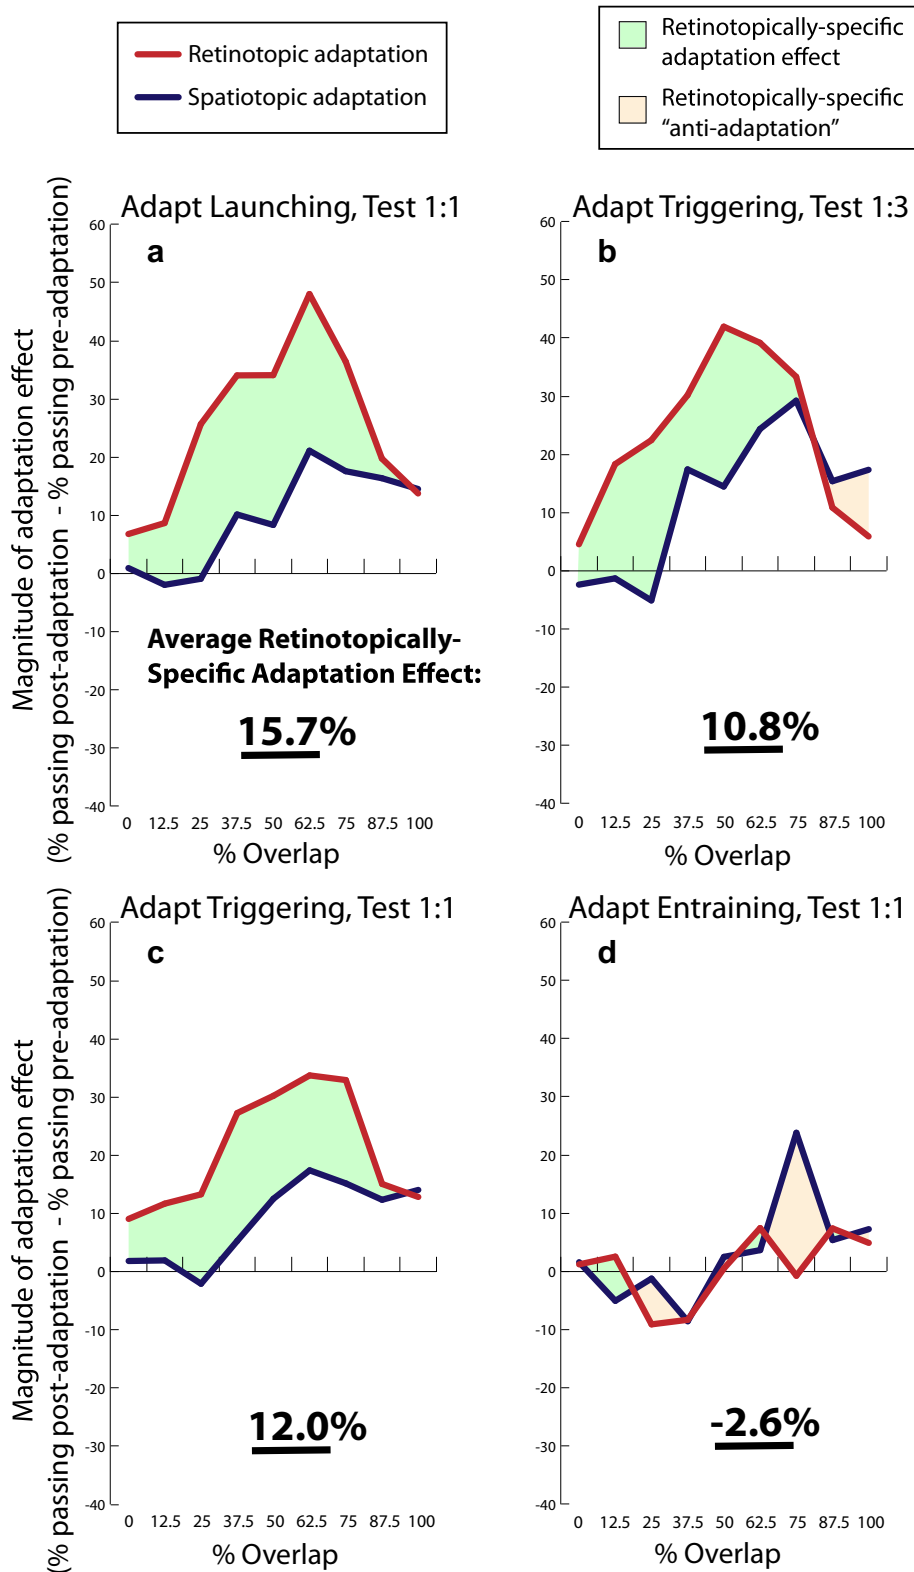 Retinotopic adaptation
Spatiotopic adaptation
Retinotopically-specific
adaptation effect
Retinotopically-specific
"anti-adaptation"
Adapt Launching, Test 1:1
a
Magnitude of adaptation effect
(% passing post-adaptation - % passing pre-adaptation)
60
50
40
30
20
10
0
-10
-20
-30
-40
Average Retinotopically-
Specific Adaptation Effect:
15.7%
0 12.5 25 37.5 50 62.5 75 87.5 100
% Overlap
Adapt Triggering, Test 1:3
b
60
50
40
30
20
10
0
-10
-20
-30
-40
10.8%
0 12.5 25 37.5 50 62.5 75 87.5 100
% Overlap
Adapt Triggering, Test 1:1
c
Magnitude of adaptation effect
(% passing post-adaptation - % passing pre-adaptation)
60
50
40
30
20
10
0
-10
-20
-30
-40
12.0%
0 12.5 25 37.5 50 62.5 75 87.5 100
% Overlap
Adapt Entraining, Test 1:1
d
60
50
40
30
20
10
0
-10
-20
-30
-40
-2.6%
0 12.5 25 37.5 50 62.5 75 87.5 100
% Overlap